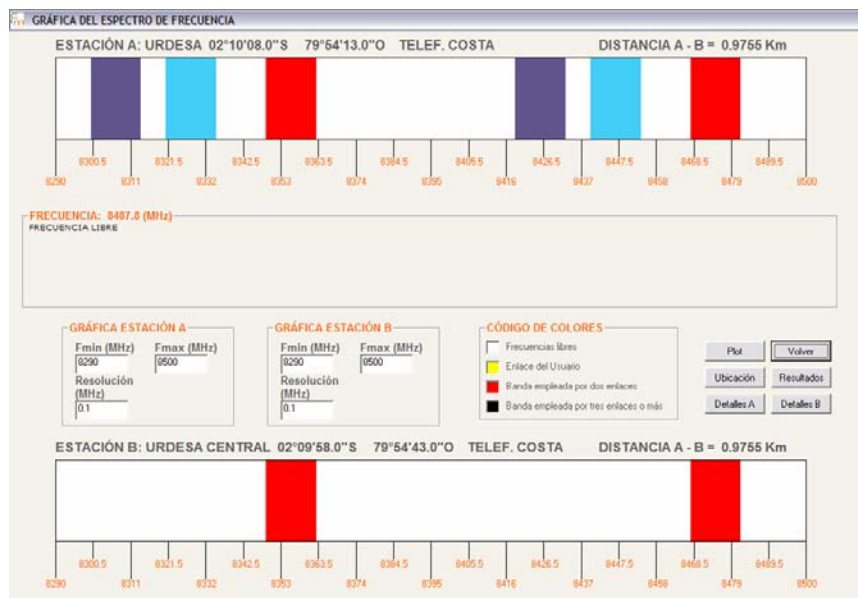 GRÁFICA DEL ESPECTRO DE FRECUENCIA
ESTACIÓN A: URDESA 02°10'08.0"S 79°54'13.0"O TELEF. COSTA DISTANCIA A - B = 0.9755 Km
8300.5 8321.5 8342.5 8363.5 8384.5 8405.5 8426.5 8447.5 8468.5 8489.5
8290 8311 8332 8353 8374 8395 8416 8437 8458 8479 8500
FRECUENCIA: 8487.8 (MHz)
FRECUENCIA LIBRE
GRÁFICA ESTACIÓN A
Fmin (MHz) Fmax (MHz)
8290 8500
Resolución
(MHz)
0.1
GRÁFICA ESTACIÓN B
Fmin (MHz) Fmax (MHz)
8290 8500
Resolución
(MHz)
0.1
CÓDIGO DE COLORES
Frecuencias libres
Enlace del Usuario
Banda empleada por dos enlaces
Banda empleada por tres enlaces o más
Plot Volver
Ubicación Resultados
Detalles A Detalles B
ESTACIÓN B: URDESA CENTRAL 02°09'58.0"S 79°54'43.0"O TELEF. COSTA DISTANCIA A - B = 0.9755 Km
8300.5 8321.5 8342.5 8363.5 8384.5 8405.5 8426.5 8447.5 8468.5 8489.5
8290 8311 8332 8353 8374 8395 8416 8437 8458 8479 8500